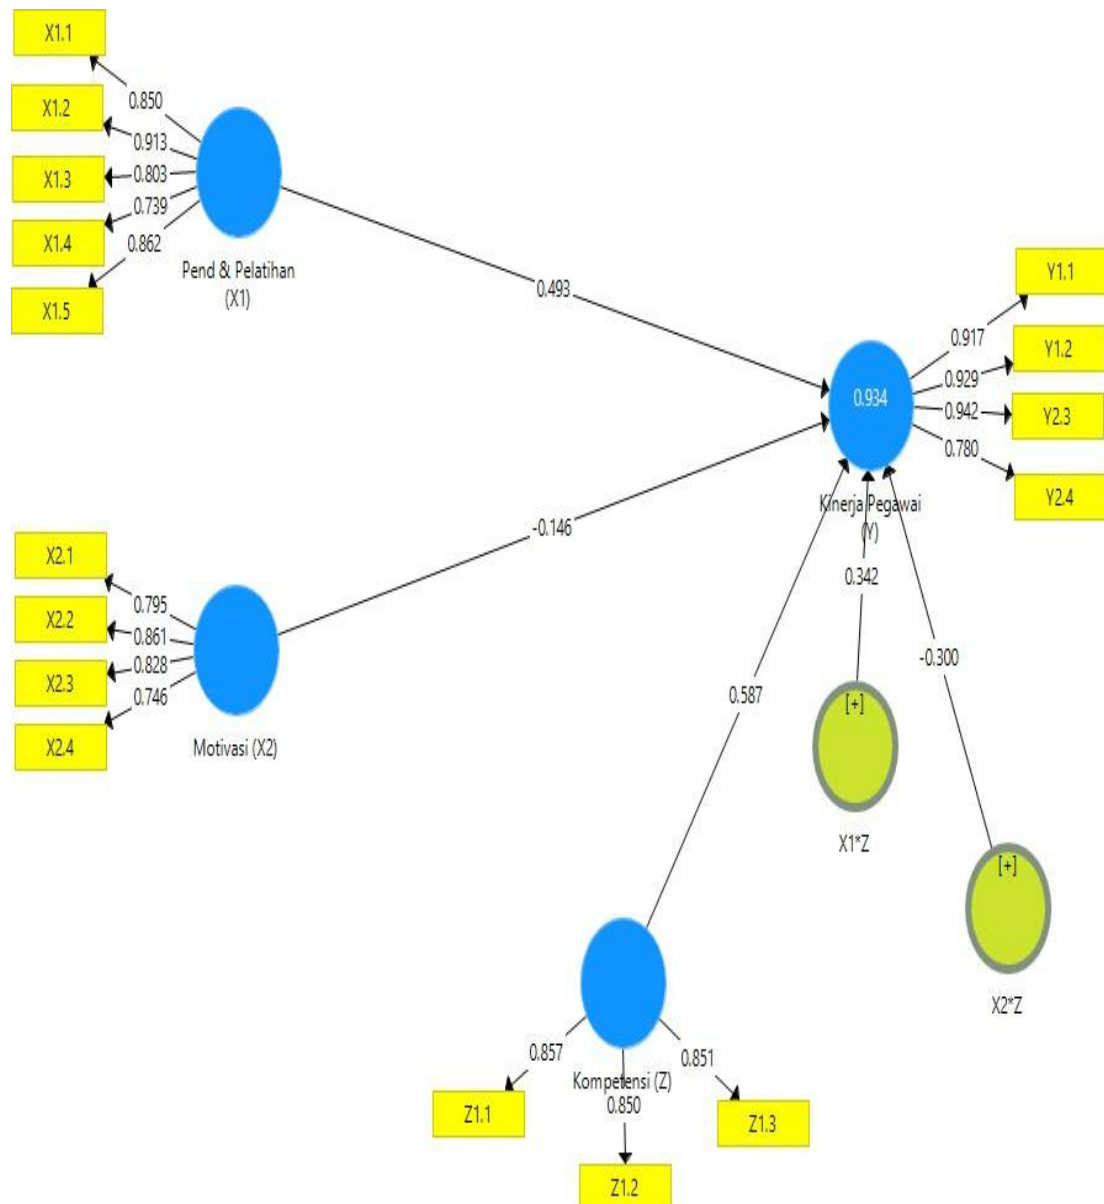 X1.1
0.850
X1.2
0.913
X1.3
0.803
0.739
X1.4
0.862
X1.5
Pend & Pelatihan
(X1)
0.493
Y1.1
0.917
Y1.2
0.934
0.929
0.942
Y2.3
0.780
Y2.4
Kinerja Pegawai
(Y)
-0.146
X2.1
0.795
X2.2
0.861
0.828
X2.3
0.746
X2.4
Motivasi (X2)
0.342
-0.300
0.587
[+]
X1*Z
[+]
X2*Z
0.857
0.851
Kompetensi (Z)
0.850
Z1.1
Z1.3
Z1.2